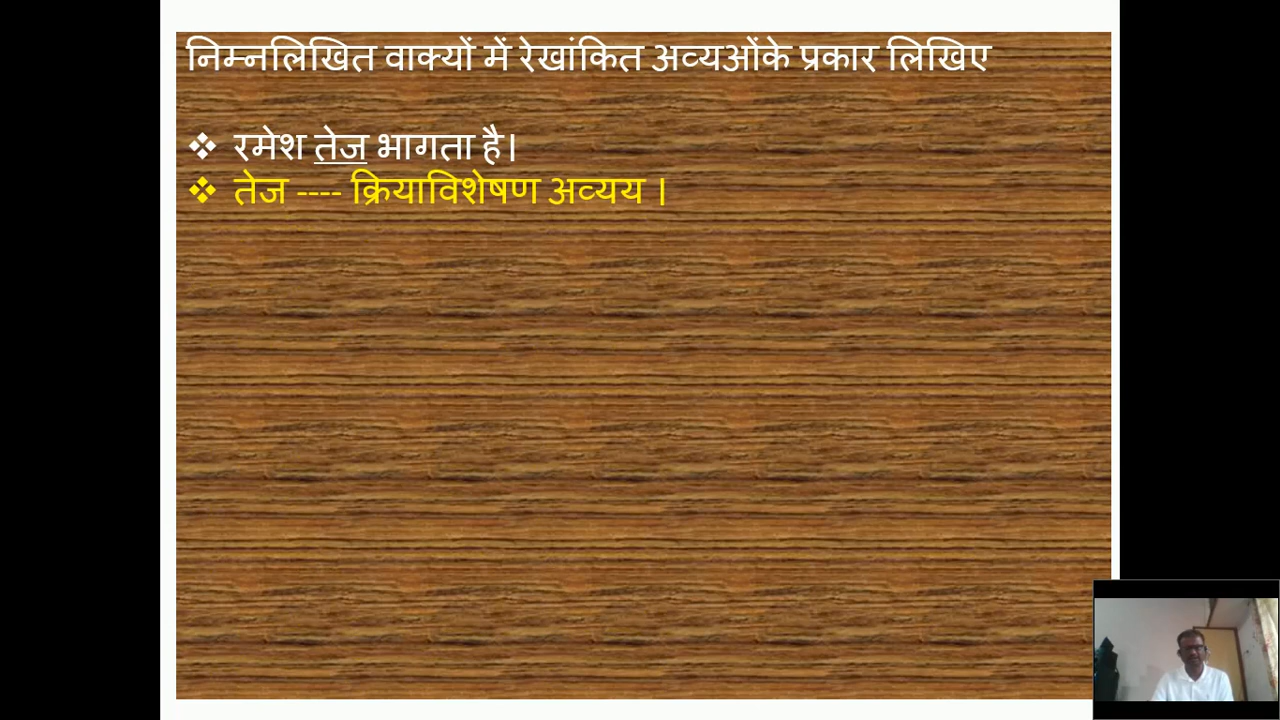 निम्नलिखित वाक्यों में रेखांकित अव्यओंके प्रकार लिखिए
❖ रमेश तेज भागता है।
❖ तेज ---- क्रियाविशेषण अव्यय ।